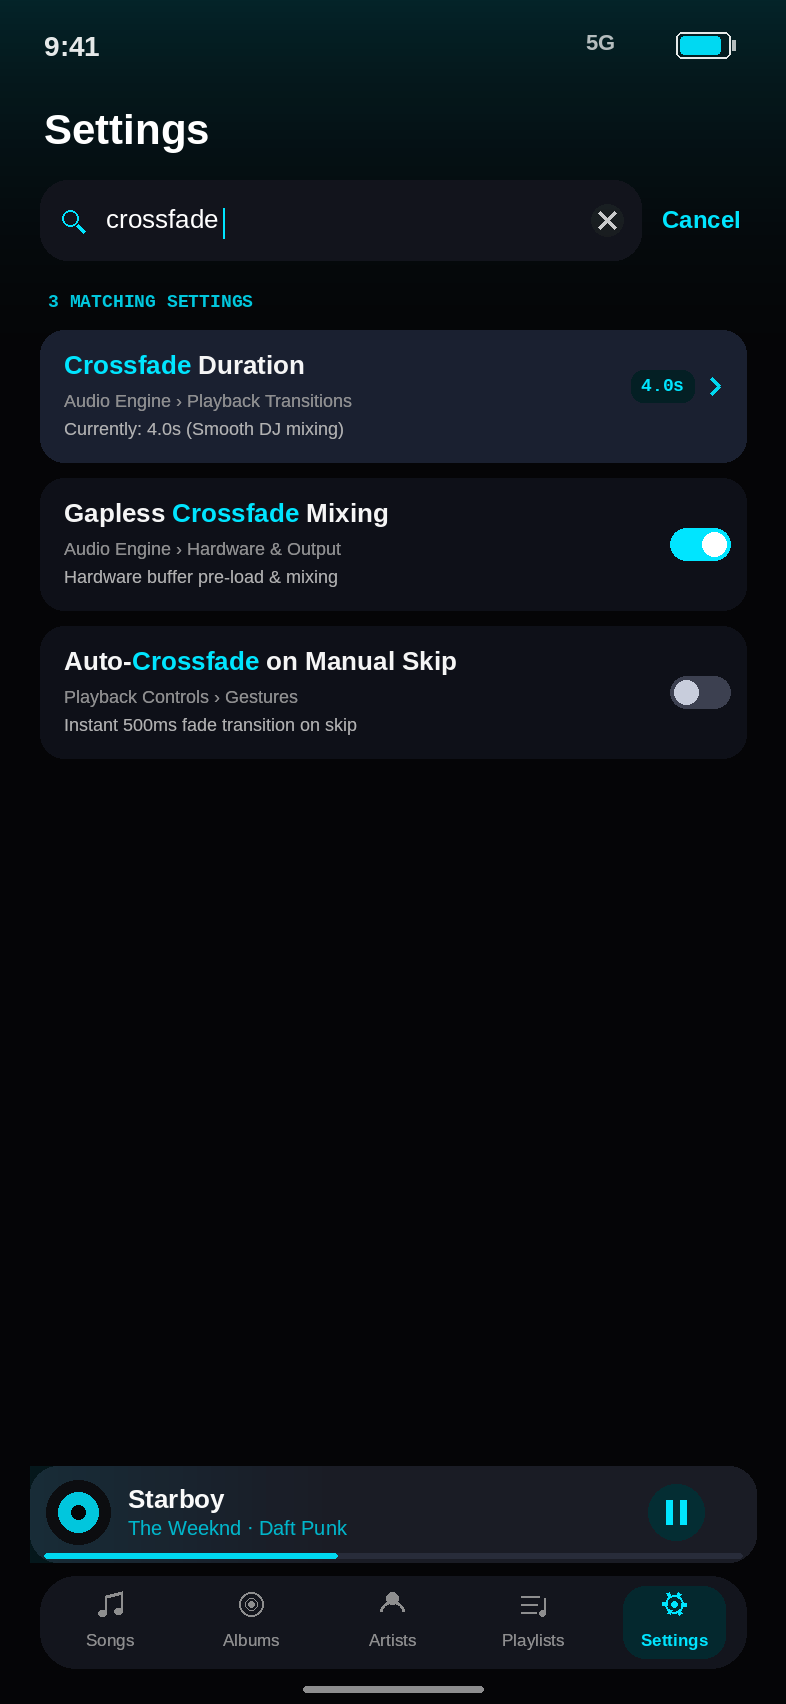 9:41
5G
Settings
crossfade
Cancel
3 MATCHING SETTINGS
Crossfade Duration
Audio Engine › Playback Transitions
Currently: 4.0s (Smooth DJ mixing)
4.0s
Gapless Crossfade Mixing
Audio Engine › Hardware & Output
Hardware buffer pre-load & mixing
Auto-Crossfade on Manual Skip
Playback Controls › Gestures
Instant 500ms fade transition on skip
Starboy
The Weeknd · Daft Punk
Songs
Albums
Artists
Playlists
Settings